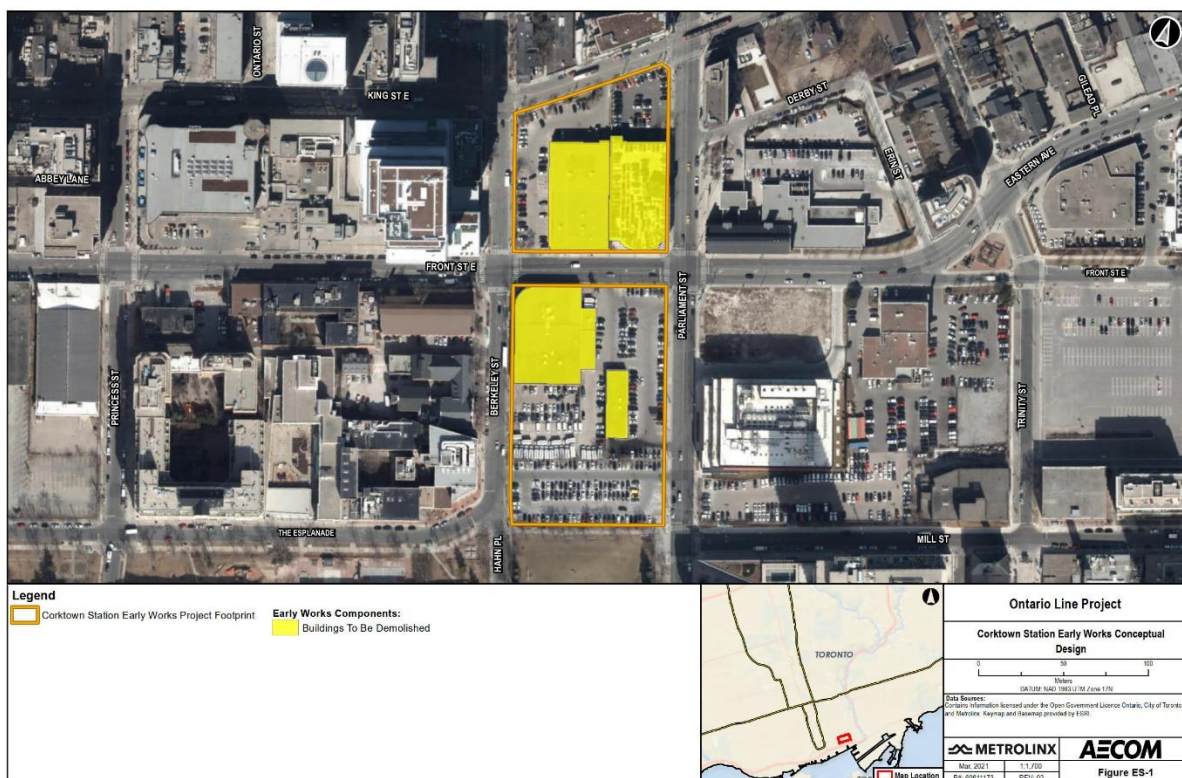 ONTARIO ST
KING ST E
DERBY ST
GILEAD PL
ERIN ST
EASTERN AVE
ABBEY LANE
FRONT ST E
FRONT ST E
PARLIAMENT ST
PRINCESS ST
BERKELEY ST
TRINITY ST
THE ESPLANADE
HAHN PL
MILL ST
Legend
Corktown Station Early Works Project Footprint
Early Works Components:
Buildings To Be Demolished
TORONTO
Map Location
Ontario Line Project
Corktown Station Early Works Conceptual
Design
0 50 100
Meters
DATUM: NAD 1983 UTM Zone 17N
Data Sources:
Contains Information licensed under the Open Government Licence Ontario, City of Toronto
and Metrolinx. Keymap and Basemap provided by ESRI.
METROLINX
AECOM
Mar, 2021
1:1,700
Figure ES-1